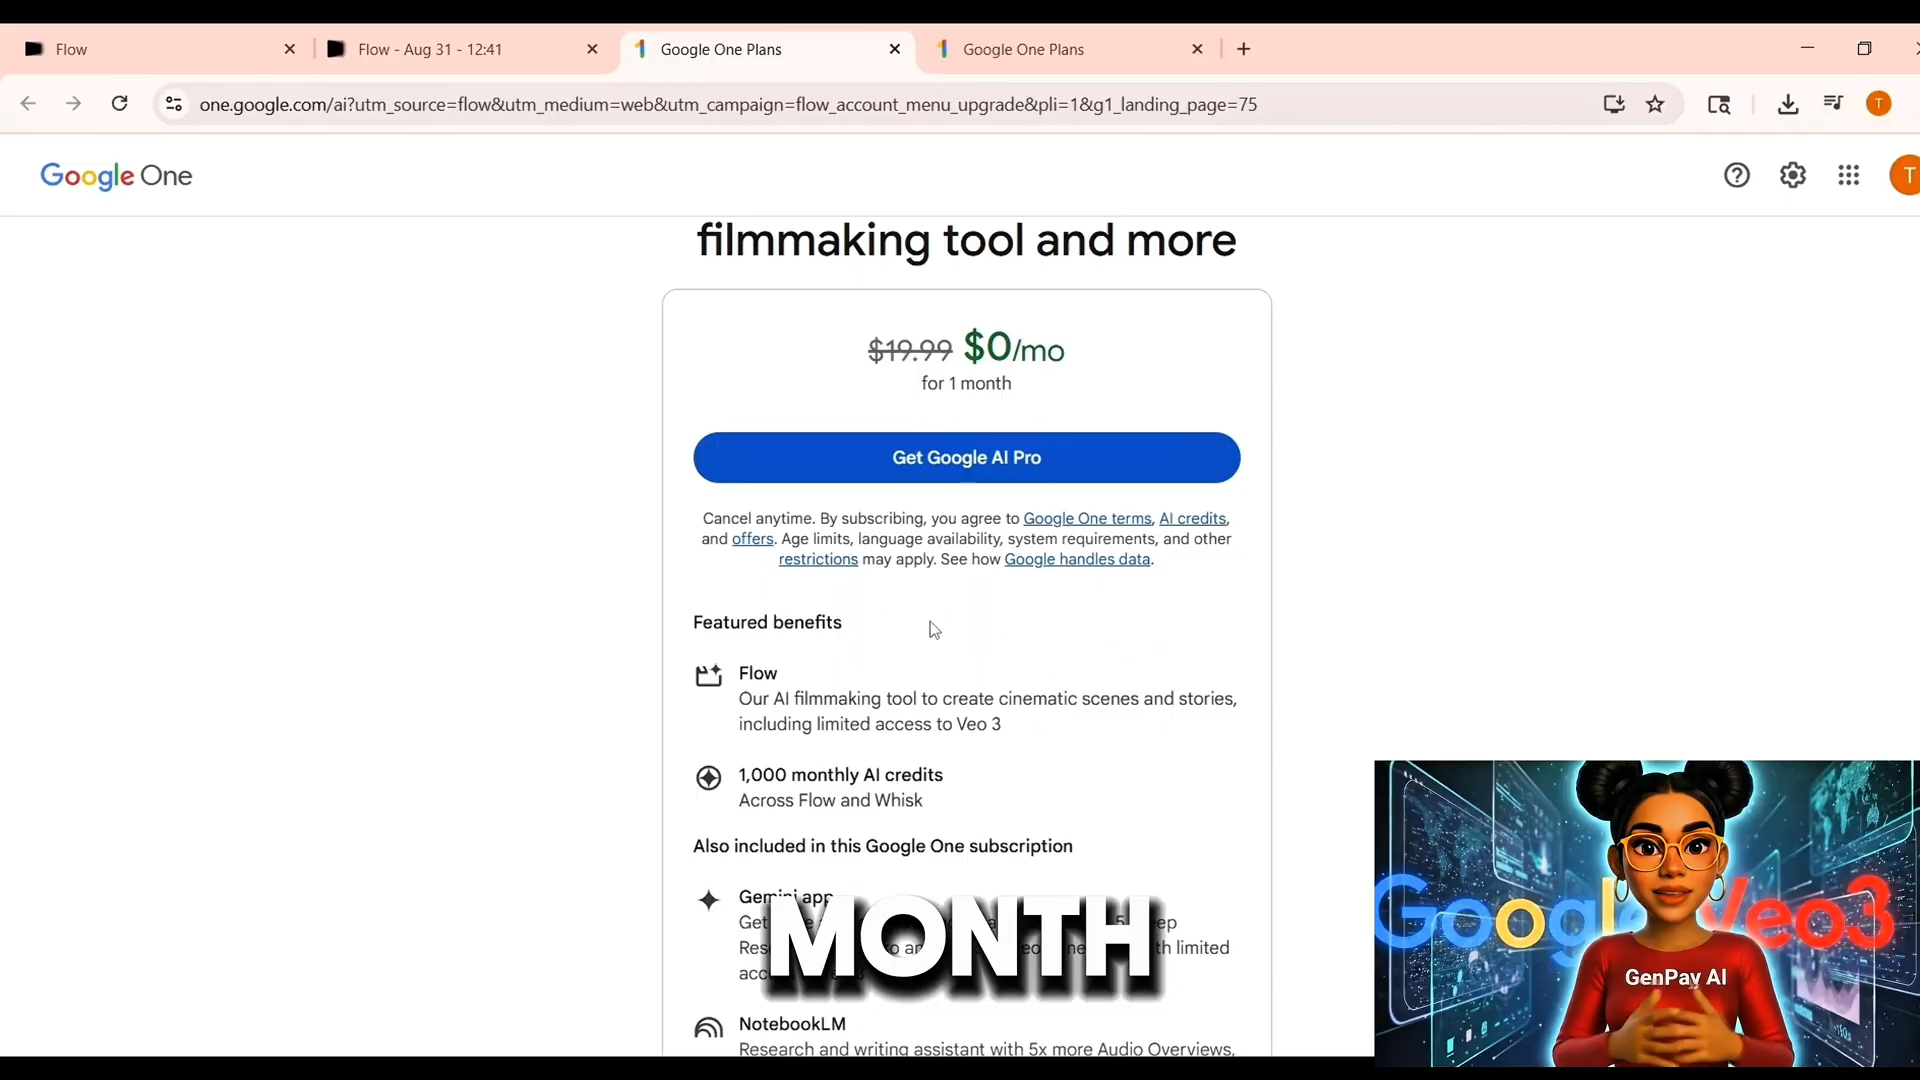 Flow
Flow - Aug 31 - 12:41
Google One Plans
Google One Plans
one.google.com/ai?utm_source=flow&utm_medium=web&utm_campaign=flow_account_menu_upgrade&pli=1&g1_landing_page=75
T
Google One
T
filmmaking tool and more
$19.99 $0/mo
for 1 month
Get Google AI Pro
Cancel anytime. By subscribing, you agree to Google One terms, AI credits,
and offers. Age limits, language availability, system requirements, and other
restrictions may apply. See how Google handles data.
Featured benefits
Flow
Our AI filmmaking tool to create cinematic scenes and stories,
including limited access to Veo 3
1,000 monthly AI credits
Across Flow and Whisk
Also included in this Google One subscription
Gemini app
Get
limited
MONTH
NotebookLM
Research and writing assistant with 5x more Audio Overviews,
Google Veo3
GenPay AI